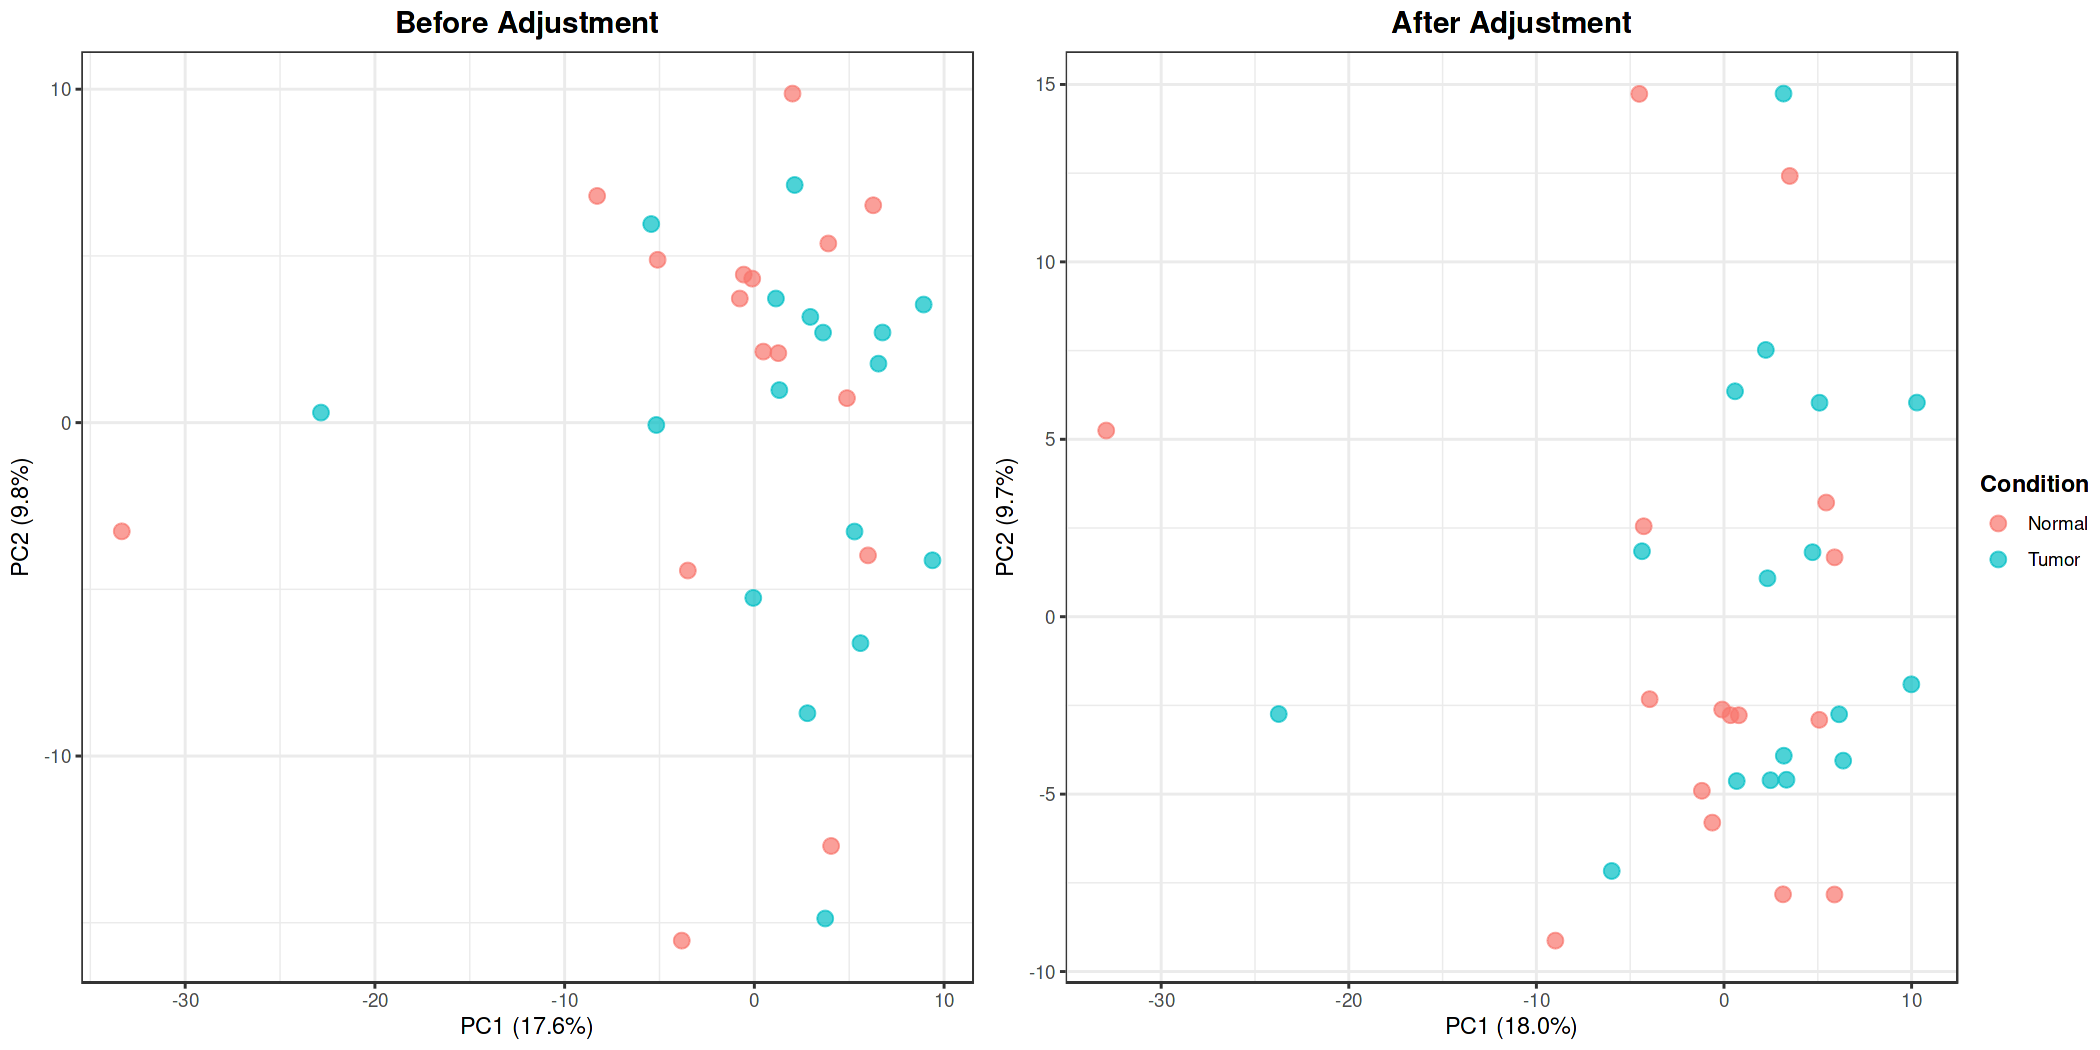 Before Adjustment
10
0
-10
-30
-20
-10
0
10
PC2 (9.8%)
PC1 (17.6%)
After Adjustment
15
10
5
0
-5
-10
-30
-20
-10
0
10
PC2 (9.7%)
PC1 (18.0%)
Condition
Normal
Tumor